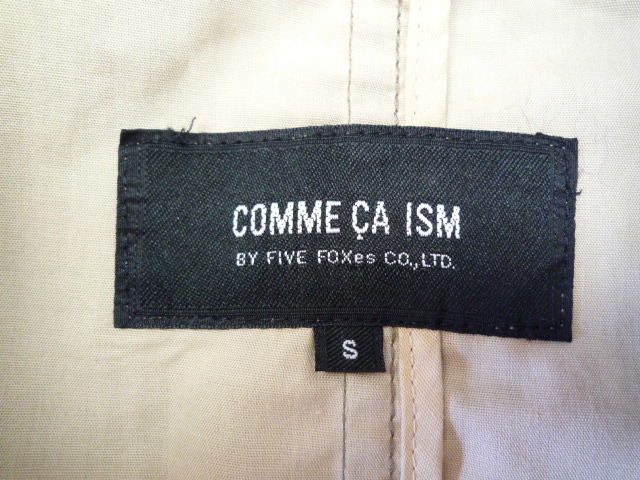 COMME ÇA ISM
BY FIVE FOXes CO.,LTD.
S